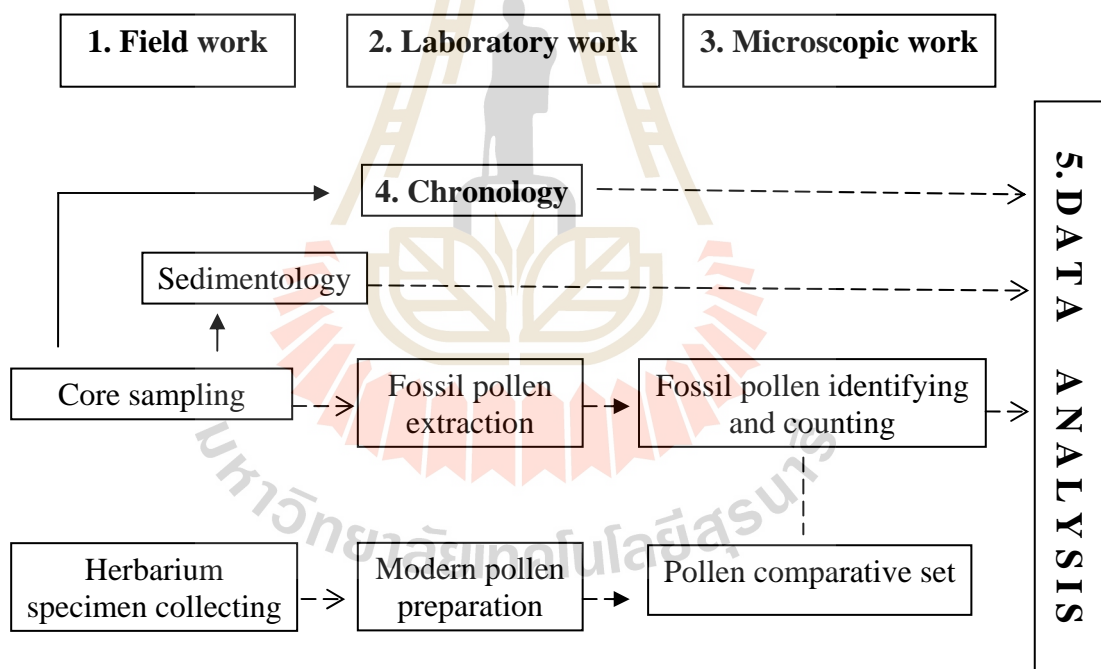 1. Field work
2. Laboratory work
3. Microscopic work
4. Chronology
Sedimentology
Core sampling
Fossil pollen
extraction
Fossil pollen identifying
and counting
Herbarium
specimen collecting
Modern pollen
preparation
Pollen comparative set
5. DATA ANALYSIS
มหาวิทยาลัยเทคโนโลยีสุรนารี